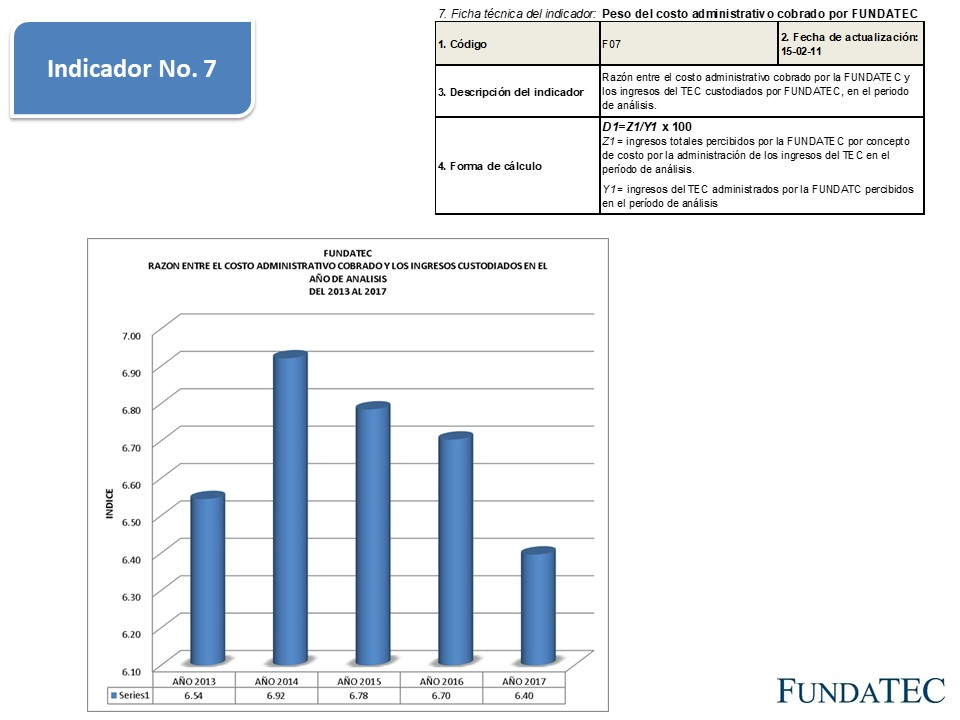 Indicador No. 7
7. Ficha técnica del indicador: Peso del costo administrativo cobrado por FUNDATEC
1. Código
F07
2. Fecha de actualización:
15-02-11
3. Descripción del indicador
Razón entre el costo administrativo cobrado por la FUNDATEC y
los ingresos del TEC custodiados por FUNDATEC, en el periodo
de análisis.
4. Forma de cálculo
D1=Z1/Y1 x 100
Z1 = ingresos totales percibidos por la FUNDATEC por concepto
de costo por la administración de los ingresos del TEC en el
período de análisis.
Y1= ingresos del TEC administrados por la FUNDATC percibidos
en el período de análisis
FUNDATEC
RAZON ENTRE EL COSTO ADMINISTRATIVO COBRADO Y LOS INGRESOS CUSTODIADOS EN EL
AÑO DE ANALISIS
DEL 2013 AL 2017
INDICE
7.00
6.90
6.80
6.70
6.60
6.50
6.40
6.30
6.20
6.10
AÑO 2013 AÑO 2014 AÑO 2015 AÑO 2016 AÑO 2017
Series1 6.54 6.92 6.78 6.70 6.40
FUNDATEC